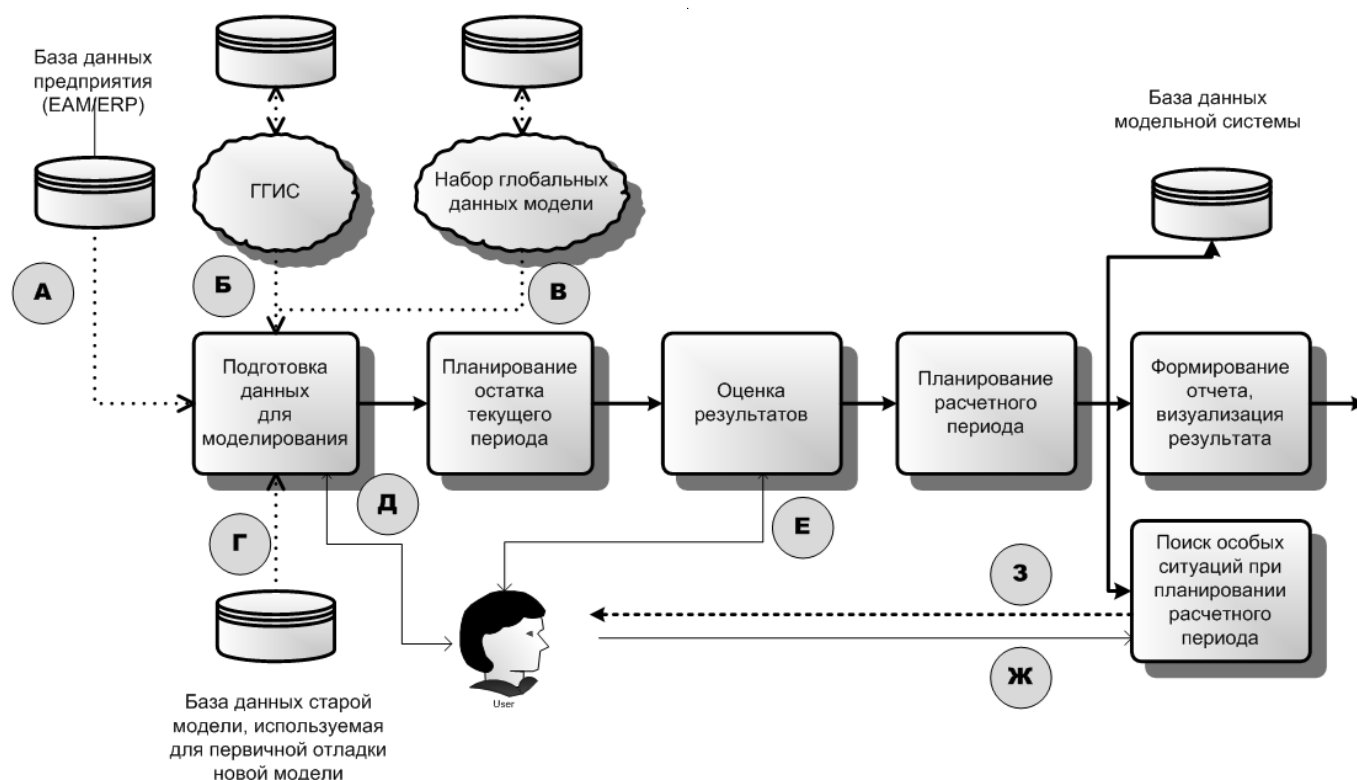 База данных
предприятия
(EAM/ERP)
ГГИС
Набор глобальных
данных модели
База данных
модельной системы
А
Б
В
Подготовка
данных
для
моделирования
Планирование
остатка
текущего
периода
Оценка
результатов
Планирование
расчетного
периода
Формирование
отчета,
визуализация
результата
Д
Е
Г
З
Поиск особых
ситуаций при
планировании
расчетного
периода
Ж
User
База данных старой
модели, используемая
для первичной отладки
новой модели